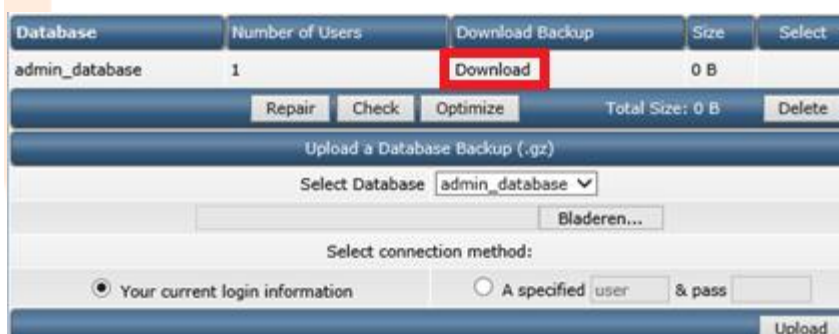 Database Number of Users Download Backup Size Select
admin_database 1 Download 0 B
Repair Check Optimize Total Size: 0 B Delete
Upload a Database Backup (.gz)
Select Database admin_database
Bladeren...
Select connection method:
Your current login information A specified user & pass
Upload